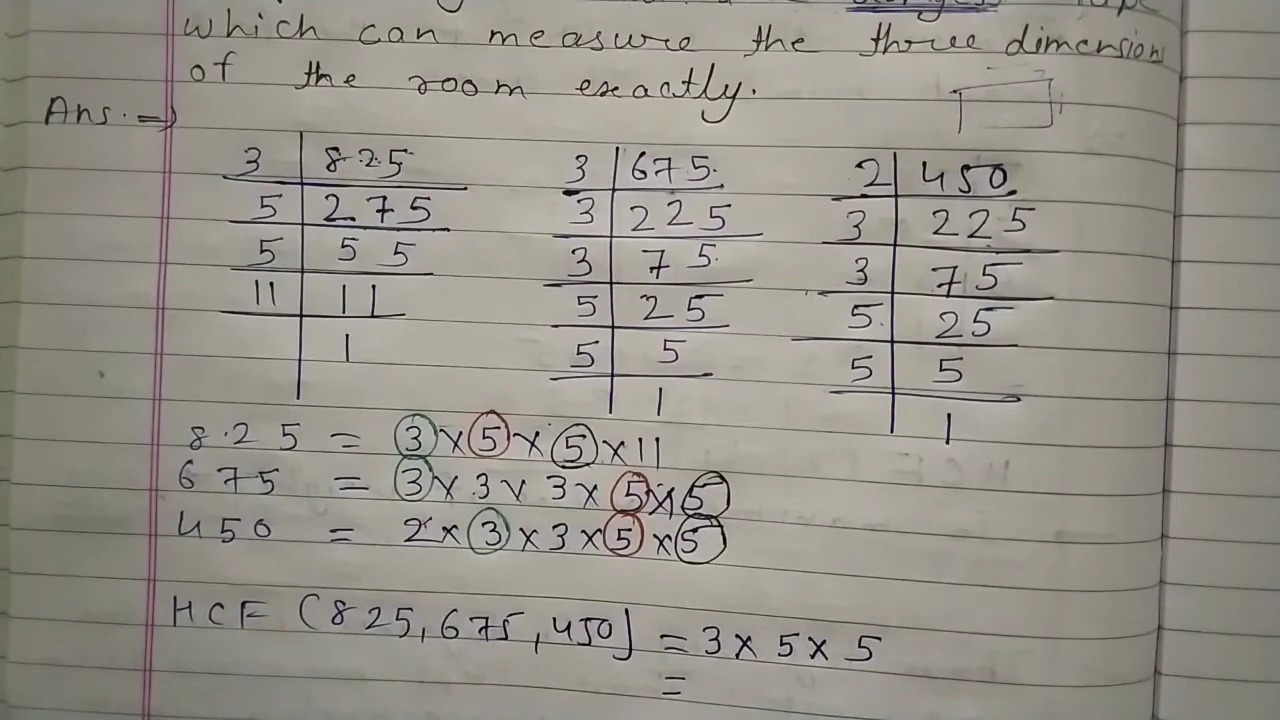 which can measure the three dimension
of the room exactly.
Ans. ⇒
3 | 825
5 | 275
5 | 55
11 | 11
1
3 | 675
3 | 225
3 | 75
5 | 25
5 | 5
1
2 | 450
3 | 225
3 | 75
5 | 25
5 | 5
1
825 = 3 × 5 × 5 × 11
675 = 3 × 3 × 3 × 5 × 5
450 = 2 × 3 × 3 × 5 × 5
HCF (825, 675, 450) = 3 × 5 × 5
=